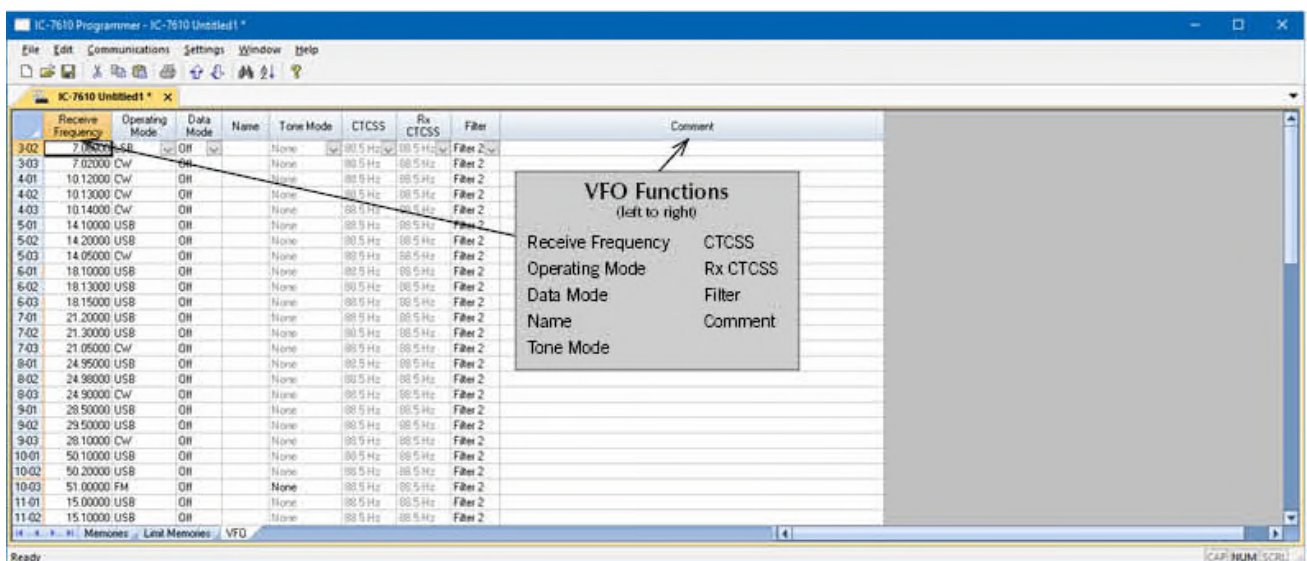 IC-7610 Programmer - IC-7610 Untitled1 *
File Edit Communications Settings Window Help
IC-7610 Untitled1 *
Receive Frequency Operating Mode Data Mode Name Tone Mode CTCSS Rx CTCSS Filter Comment
3-02 LSB Off None 88.5 Hz 88.5 Hz Filter 2
3-03 7.02000 CW Off None 88.5 Hz 88.5 Hz Filter 2
4-01 10.12000 CW Off None 88.5 Hz 88.5 Hz Filter 2
4-02 10.13000 CW Off None 88.5 Hz 88.5 Hz Filter 2
4-03 10.14000 CW Off None 88.5 Hz 88.5 Hz Filter 2
5-01 14.10000 USB Off None 88.5 Hz 88.5 Hz Filter 2
5-02 14.20000 USB Off None 88.5 Hz 88.5 Hz Filter 2
5-03 14.05000 CW Off None 88.5 Hz 88.5 Hz Filter 2
6-01 18.10000 USB Off None 88.5 Hz 88.5 Hz Filter 2
6-02 18.13000 USB Off None 88.5 Hz 88.5 Hz Filter 2
6-03 18.15000 USB Off None 88.5 Hz 88.5 Hz Filter 2
7-01 21.20000 USB Off None 88.5 Hz 88.5 Hz Filter 2
7-02 21.30000 USB Off None 88.5 Hz 88.5 Hz Filter 2
7-03 21.05000 CW Off None 88.5 Hz 88.5 Hz Filter 2
8-01 24.95000 USB Off None 88.5 Hz 88.5 Hz Filter 2
8-02 24.98000 USB Off None 88.5 Hz 88.5 Hz Filter 2
8-03 24.90000 CW Off None 88.5 Hz 88.5 Hz Filter 2
9-01 28.50000 USB Off None 88.5 Hz 88.5 Hz Filter 2
9-02 29.50000 USB Off None 88.5 Hz 88.5 Hz Filter 2
9-03 28.10000 CW Off None 88.5 Hz 88.5 Hz Filter 2
10-01 50.10000 USB Off None 88.5 Hz 88.5 Hz Filter 2
10-02 50.20000 USB Off None 88.5 Hz 88.5 Hz Filter 2
10-03 51.00000 FM Off None 88.5 Hz 88.5 Hz Filter 2
11-01 15.00000 USB Off None 88.5 Hz 88.5 Hz Filter 2
11-02 15.10000 USB Off None 88.5 Hz 88.5 Hz Filter 2
VFO Functions
(left to right)
Receive Frequency CTCSS
Operating Mode Rx CTCSS
Data Mode Filter
Name Comment
Tone Mode
Memories Limit Memories VFO
Ready CAP NUM SCRL